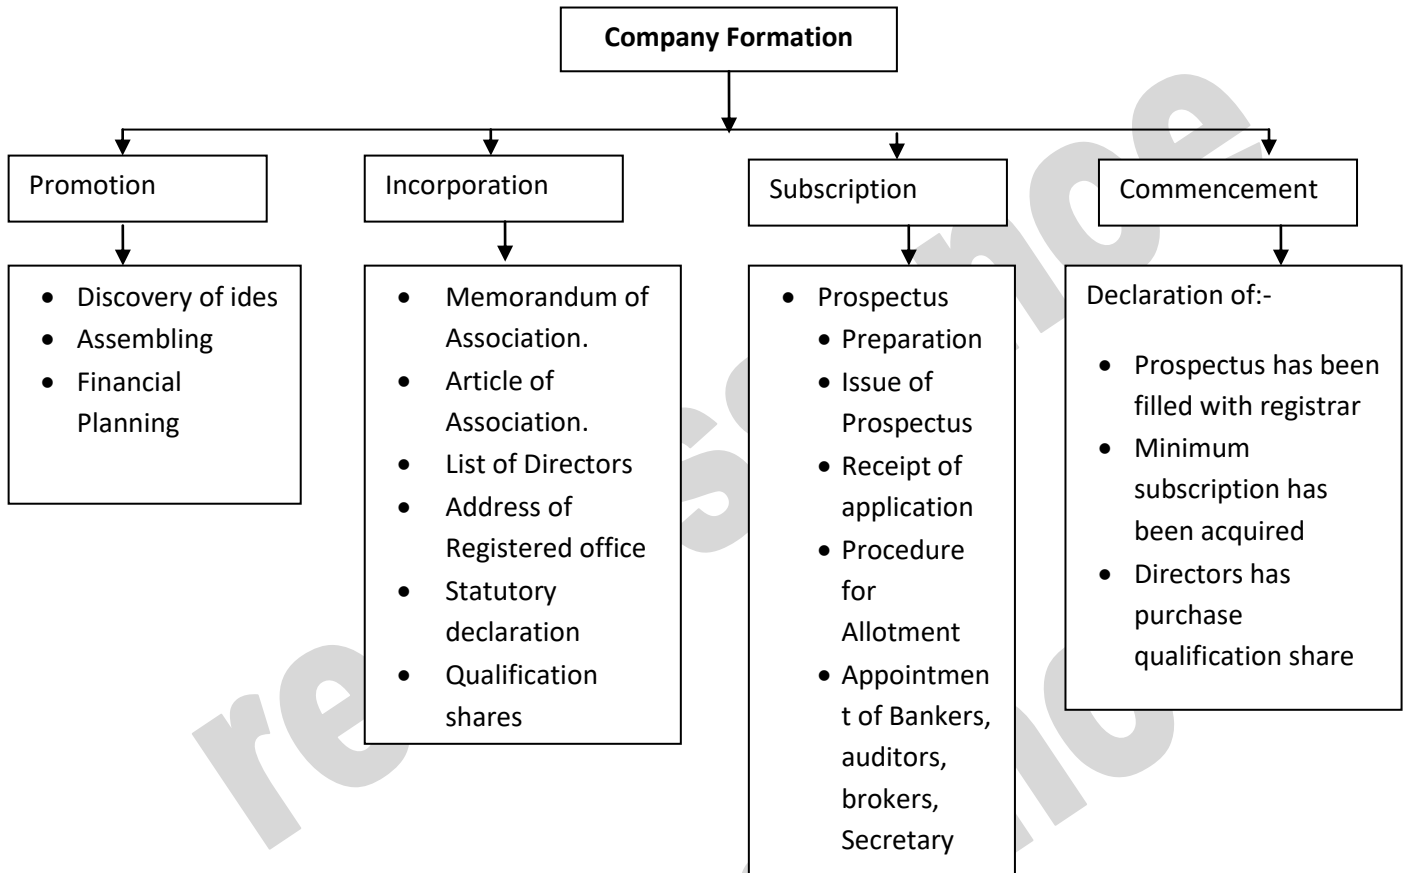 Company Formation
Promotion
Incorporation
Subscription
Commencement
• Discovery of ides
• Assembling
• Financial
Planning
• Memorandum of
Association.
• Article of
Association.
• List of Directors
• Address of
Registered office
• Statutory
declaration
• Qualification
shares
• Prospectus
• Preparation
• Issue of
Prospectus
• Receipt of
application
• Procedure
for
Allotment
• Appointmen
t of Bankers,
auditors,
brokers,
Secretary
Declaration of:-
• Prospectus has been
filled with registrar
• Minimum
subscription has
been acquired
• Directors has
purchase
qualification share